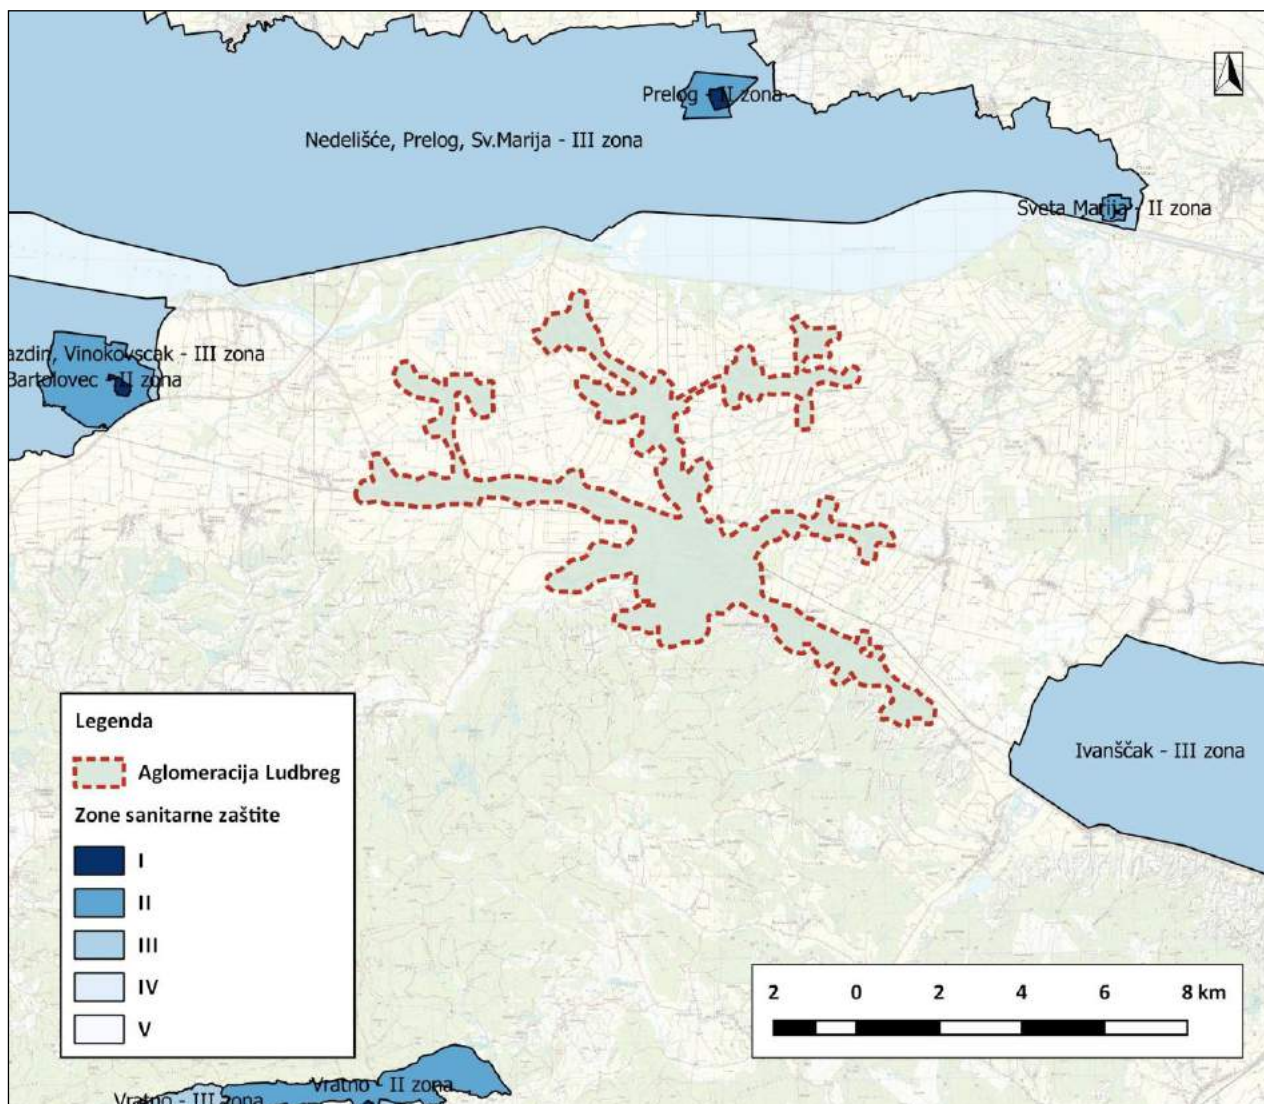 Prelog - II zona
Nedelišće, Prelog, Sv.Marija - III zona
Sveta Marija - II zona
azdin, Vinokovscak - III zona
Bartolovec - II zona
Ivanščak - III zona
Legenda
Aglomeracija Ludbreg
Zone sanitarne zaštite
I
II
III
IV
V
2 0 2 4 6 8 km
Vratno - II zona
Vratno - III zona